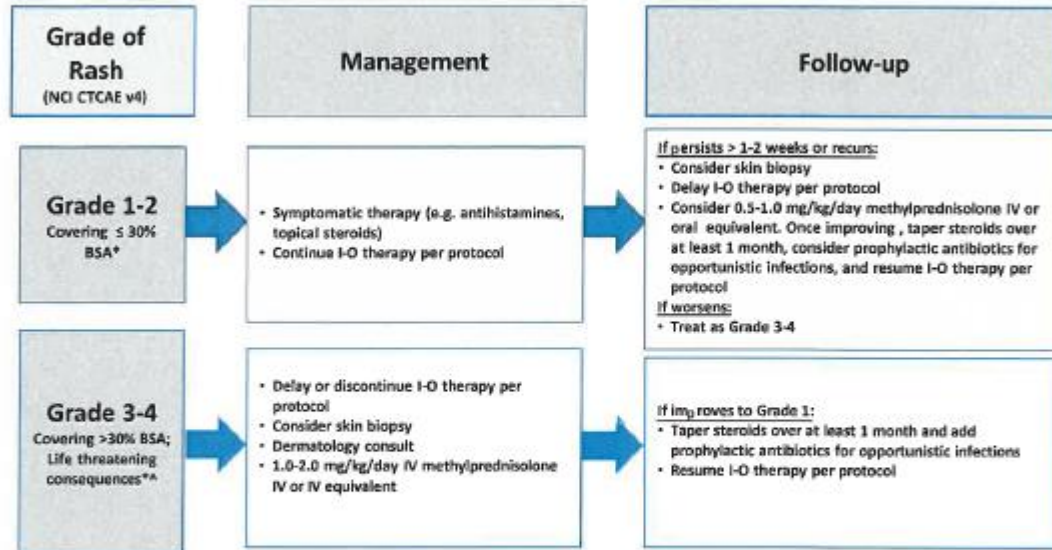 Grade of
Rash
(NCI CTCAE v4)
Management
Follow-up
Grade 1-2
Covering ≤ 30%
BSA*
• Symptomatic therapy (e.g. antihistamines,
topical steroids)
• Continue I-O therapy per protocol
If persists > 1-2 weeks or recurs:
• Consider skin biopsy
• Delay I-O therapy per protocol
• Consider 0.5-1.0 mg/kg/day methylprednisolone IV or
oral equivalent. Once improving , taper steroids over
at least 1 month, consider prophylactic antibiotics for
opportunistic infections, and resume I-O therapy per
protocol
If worsens:
• Treat as Grade 3-4
Grade 3-4
Covering >30% BSA;
Life threatening
consequences*^
• Delay or discontinue I-O therapy per
protocol
• Consider skin biopsy
• Dermatology consult
• 1.0-2.0 mg/kg/day IV methylprednisolone
IV or IV equivalent
If improves to Grade 1:
• Taper steroids over at least 1 month and add
prophylactic antibiotics for opportunistic infections
• Resume I-O therapy per protocol